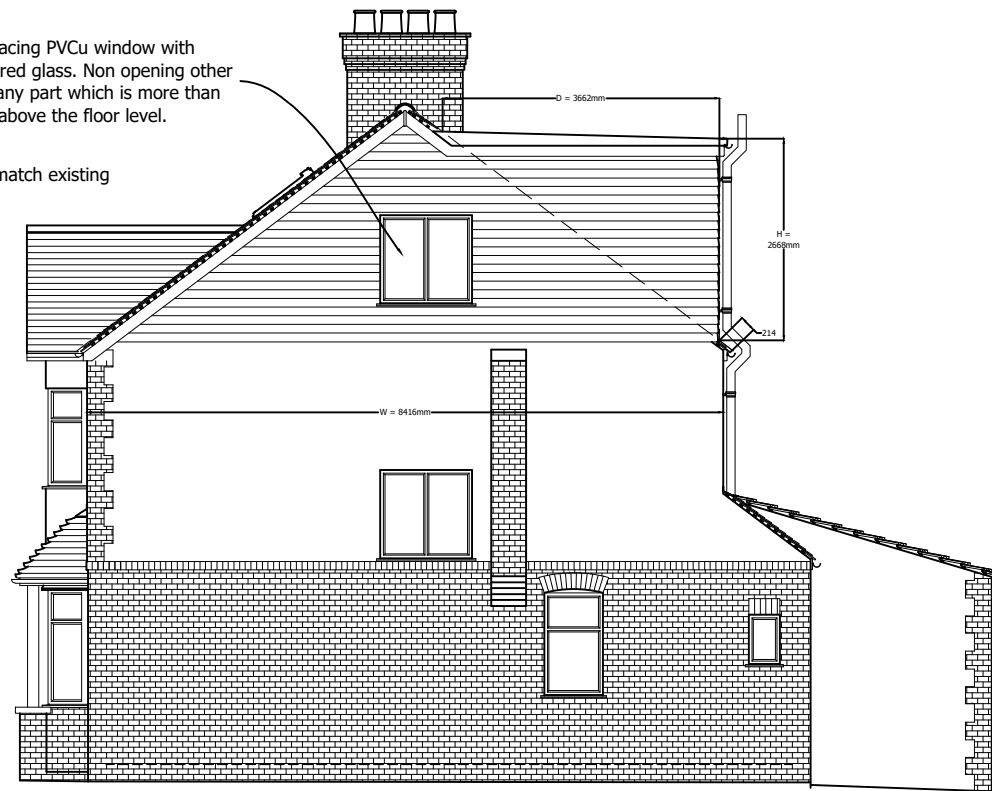 acing PVCu window with
red glass. Non opening other
any part which is more than
above the floor level.
match existing
D = 3662mm
H =
2668mm
214
W = 8416mm